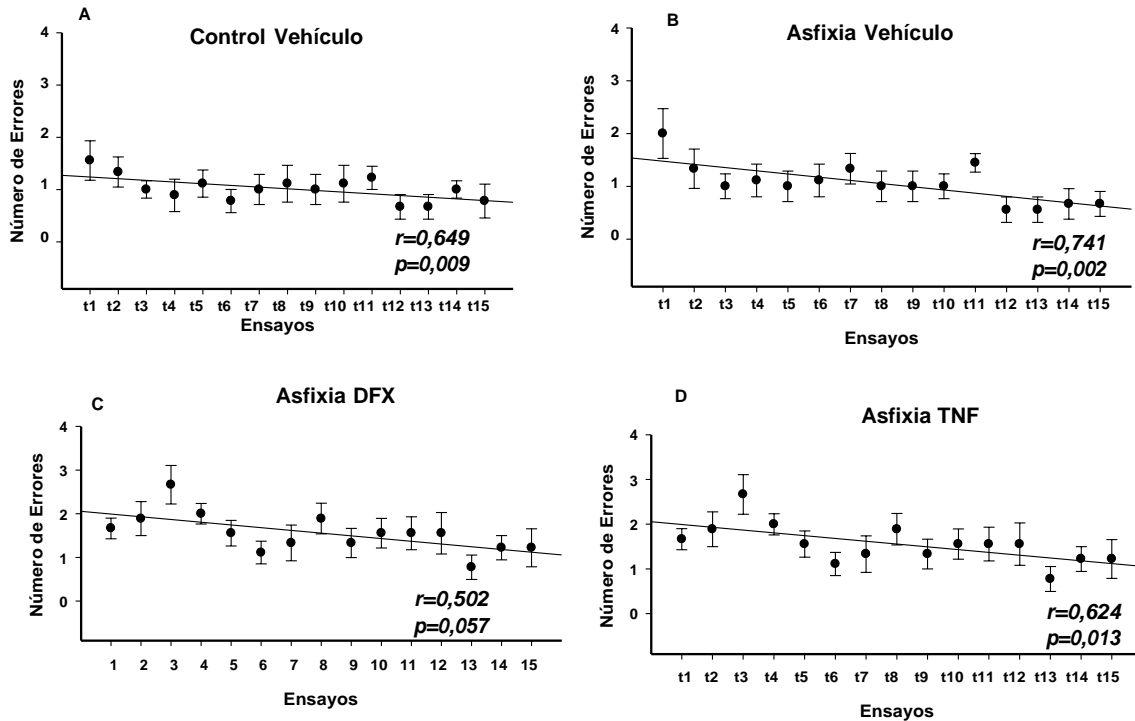 A
Control Vehículo
Número de Errores
4
3
2
1
0
r=0,649
p=0,009
t1 t2 t3 t4 t5 t6 t7 t8 t9 t10 t11 t12 t13 t14 t15
Ensayos
B
Asfixia Vehículo
Número de Errores
4
3
2
1
0
r=0,741
p=0,002
t1 t2 t3 t4 t5 t6 t7 t8 t9 t10 t11 t12 t13 t14 t15
Ensayos
C
Asfixia DFX
Número de Errores
4
3
2
1
0
r=0,502
p=0,057
1 2 3 4 5 6 7 8 9 10 11 12 13 14 15
Ensayos
D
Asfixia TNF
Número de Errores
4
3
2
1
0
r=0,624
p=0,013
t1 t2 t3 t4 t5 t6 t7 t8 t9 t10 t11 t12 t13 t14 t15
Ensayos